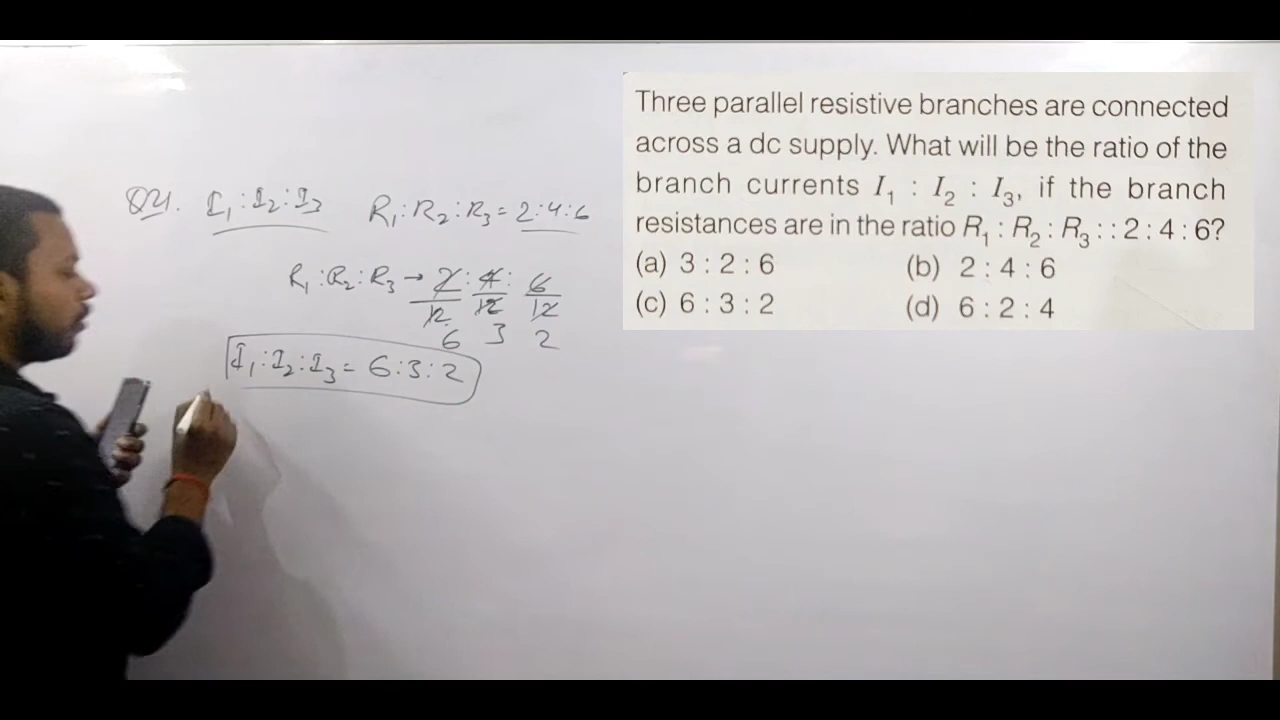 Q21. I₁:I₂:I₃ R₁:R₂:R₃ = 2:4:6
R₁:R₂:R₃ → 2 : 4 : 6
12 12 12
6 3 2
I₁:I₂:I₃ = 6:3:2
Three parallel resistive branches are connected
across a dc supply. What will be the ratio of the
branch currents I₁ : I₂ : I₃, if the branch
resistances are in the ratio R₁ : R₂ : R₃ : : 2 : 4 : 6?
(a) 3 : 2 : 6 (b) 2 : 4 : 6
(c) 6 : 3 : 2 (d) 6 : 2 : 4